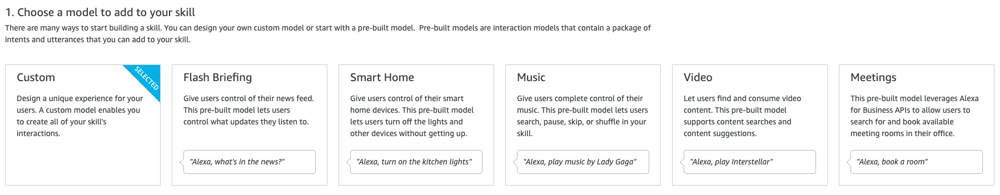 1. Choose a model to add to your skill
There are many ways to start building a skill. You can design your own custom model or start with a pre-built model.  Pre-built models are interaction models that contain a package of
intents and utterances that you can add to your skill.
Custom
SELECTED
Design a unique experience for your
users. A custom model enables you
to create all of your skill's
interactions.
Flash Briefing
Give users control of their news feed.
This pre-built model lets users
control what updates they listen to.
"Alexa, what's in the news?"
Smart Home
Give users control of their smart
home devices. This pre-built model
lets users turn off the lights and
other devices without getting up.
"Alexa, turn on the kitchen lights"
Music
Give users complete control of their
music. This pre-built model lets users
search, pause, skip, or shuffle in your
skill.
"Alexa, play music by Lady Gaga"
Video
Let users find and consume video
content. This pre-built model
supports content searches and
content suggestions.
"Alexa, play Interstellar"
Meetings
This pre-built model leverages Alexa
for Business APIs to allow users to
search for and book available
meeting rooms in their office.
"Alexa, book a room"